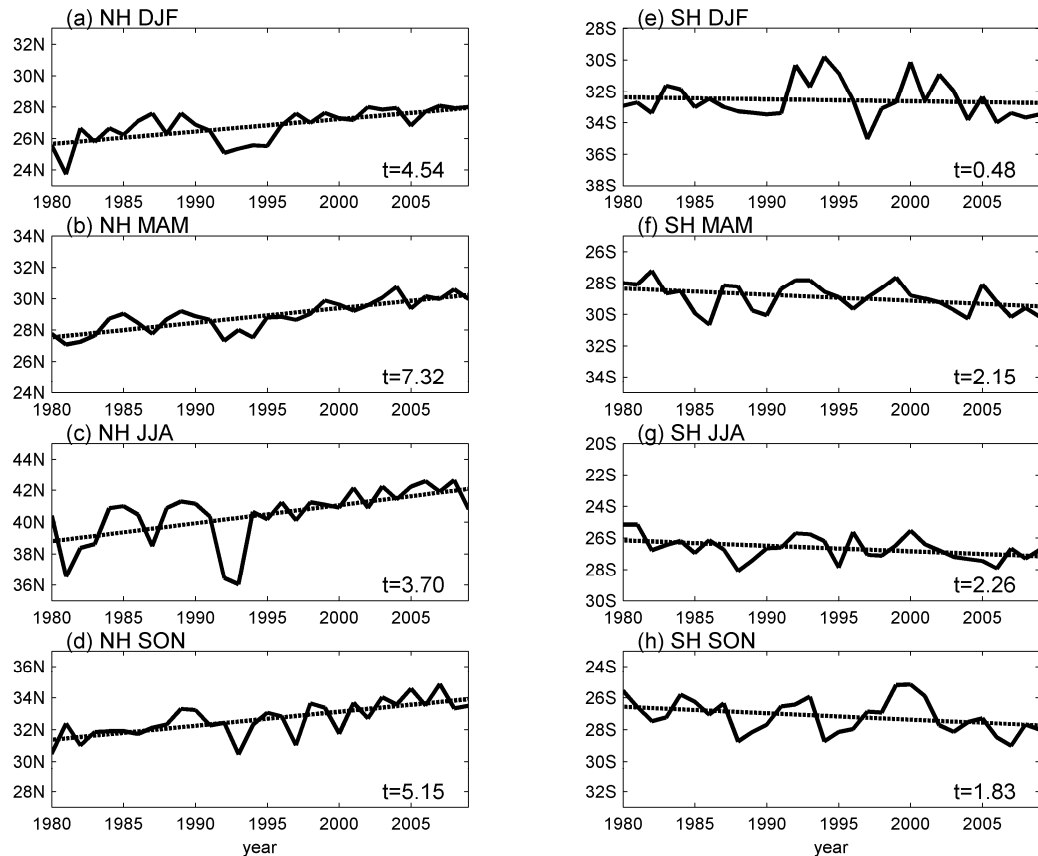 (a) NH DJF
32N
30N
28N
26N
24N
t=4.54
1980 1985 1990 1995 2000 2005
(b) NH MAM
34N
32N
30N
28N
26N
24N
t=7.32
1980 1985 1990 1995 2000 2005
(c) NH JJA
44N
42N
40N
38N
36N
t=3.70
1980 1985 1990 1995 2000 2005
(d) NH SON
36N
34N
32N
30N
28N
t=5.15
1980 1985 1990 1995 2000 2005
year
(e) SH DJF
28S
30S
32S
34S
36S
38S
t=0.48
1980 1985 1990 1995 2000 2005
(f) SH MAM
26S
28S
30S
32S
34S
t=2.15
1980 1985 1990 1995 2000 2005
(g) SH JJA
20S
22S
24S
26S
28S
30S
t=2.26
1980 1985 1990 1995 2000 2005
(h) SH SON
24S
26S
28S
30S
32S
t=1.83
1980 1985 1990 1995 2000 2005
year